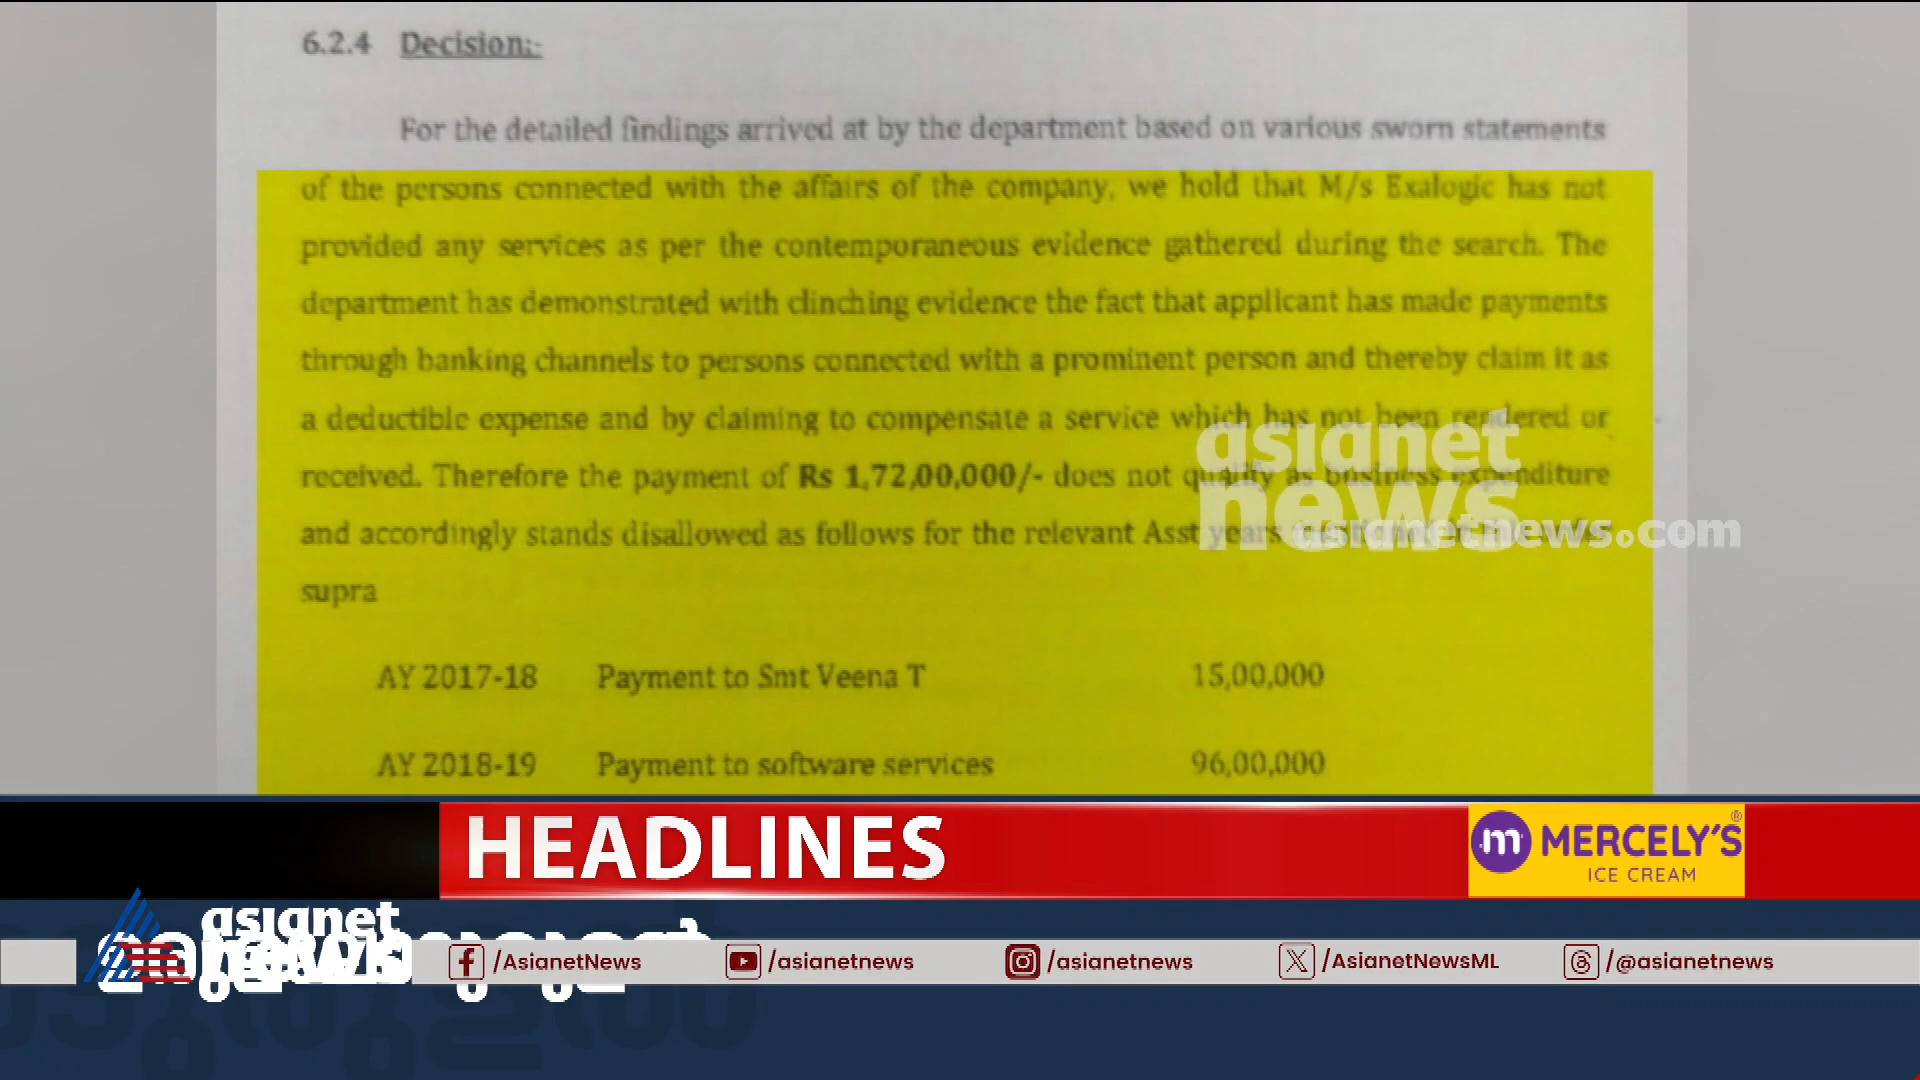 6.2.4 Decision:-
For the detailed findings arrived at by the department based on various sworn statements
of the persons connected with the affairs of the company, we hold that M/s Exalogic has not
provided any services as per the contemporaneous evidence gathered during the search. The
department has demonstrated with clinching evidence the fact that applicant has made payments
through banking channels to persons connected with a prominent person and thereby claim it as
a deductible expense and by claiming to compensate a service which has not been rendered or
received. Therefore the payment of Rs 1,72,00,000/- does not qualify as business expenditure
and accordingly stands disallowed as follows for the relevant Asst years
supra
asianet
news
asianetnews.com
AY 2017-18 Payment to Smt Veena T 15,00,000
AY 2018-19 Payment to software services 96,00,000
HEADLINES
m MERCELY'S®
ICE CREAM
asianet
news
/AsianetNews /asianetnews /asianetnews /AsianetNewsML /@asianetnews